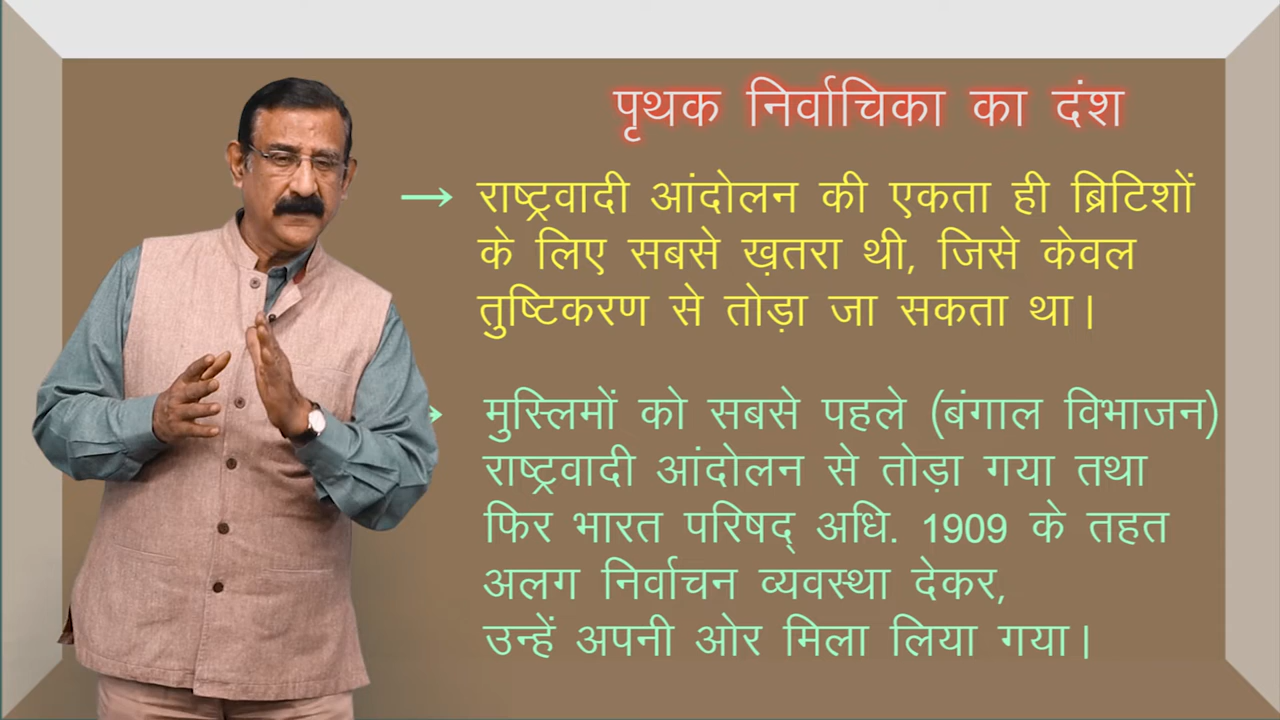 पृथक निर्वाचिका का दंश
→ राष्ट्रवादी आंदोलन की एकता ही ब्रिटिशों
के लिए सबसे ख़तरा थी, जिसे केवल
तुष्टिकरण से तोड़ा जा सकता था।
मुस्लिमों को सबसे पहले (बंगाल विभाजन)
राष्ट्रवादी आंदोलन से तोड़ा गया तथा
फिर भारत परिषद् अधि. 1909 के तहत
अलग निर्वाचन व्यवस्था देकर,
उन्हें अपनी ओर मिला लिया गया।